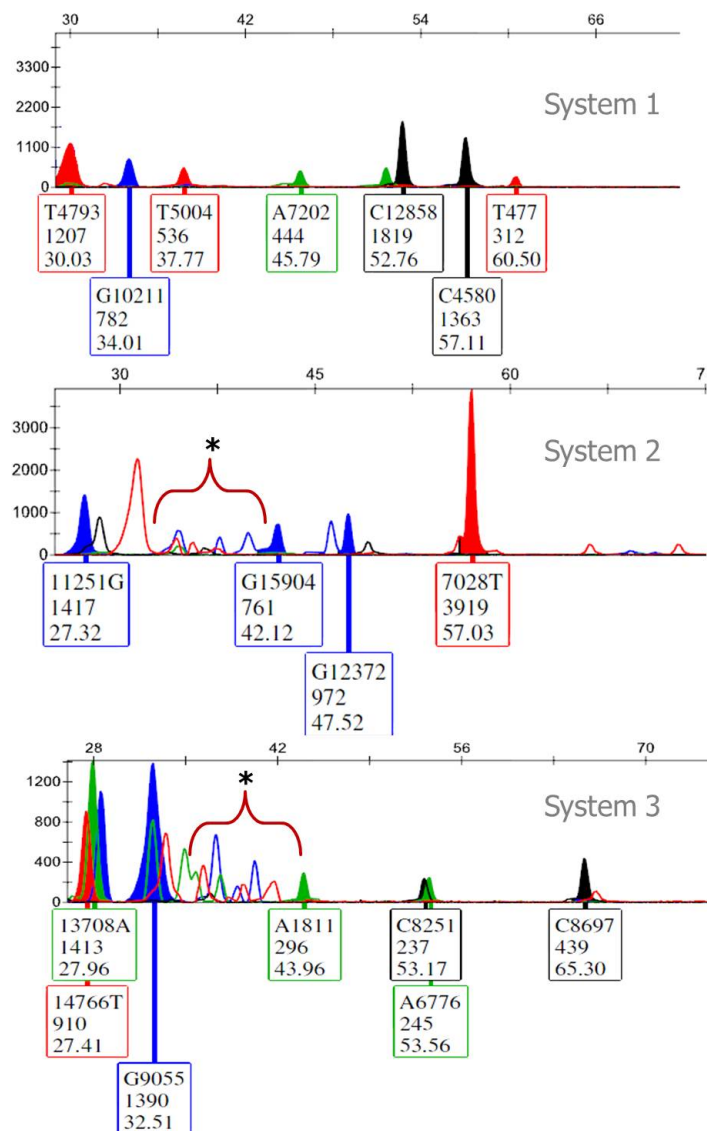 30 42 54 66
3300
2200
1100
0
System 1
T4793
1207
30.03
T5004
536
37.77
A7202
444
45.79
C12858
1819
52.76
T477
312
60.50
G10211
782
34.01
C4580
1363
57.11
30 45 60 7
3000
2000
1000
0
*
System 2
11251G
1417
27.32
G15904
761
42.12
7028T
3919
57.03
G12372
972
47.52
28 42 56 70
1200
800
400
0
*
System 3
13708A
1413
27.96
A1811
296
43.96
C8251
237
53.17
C8697
439
65.30
14766T
910
27.41
A6776
245
53.56
G9055
1390
32.51